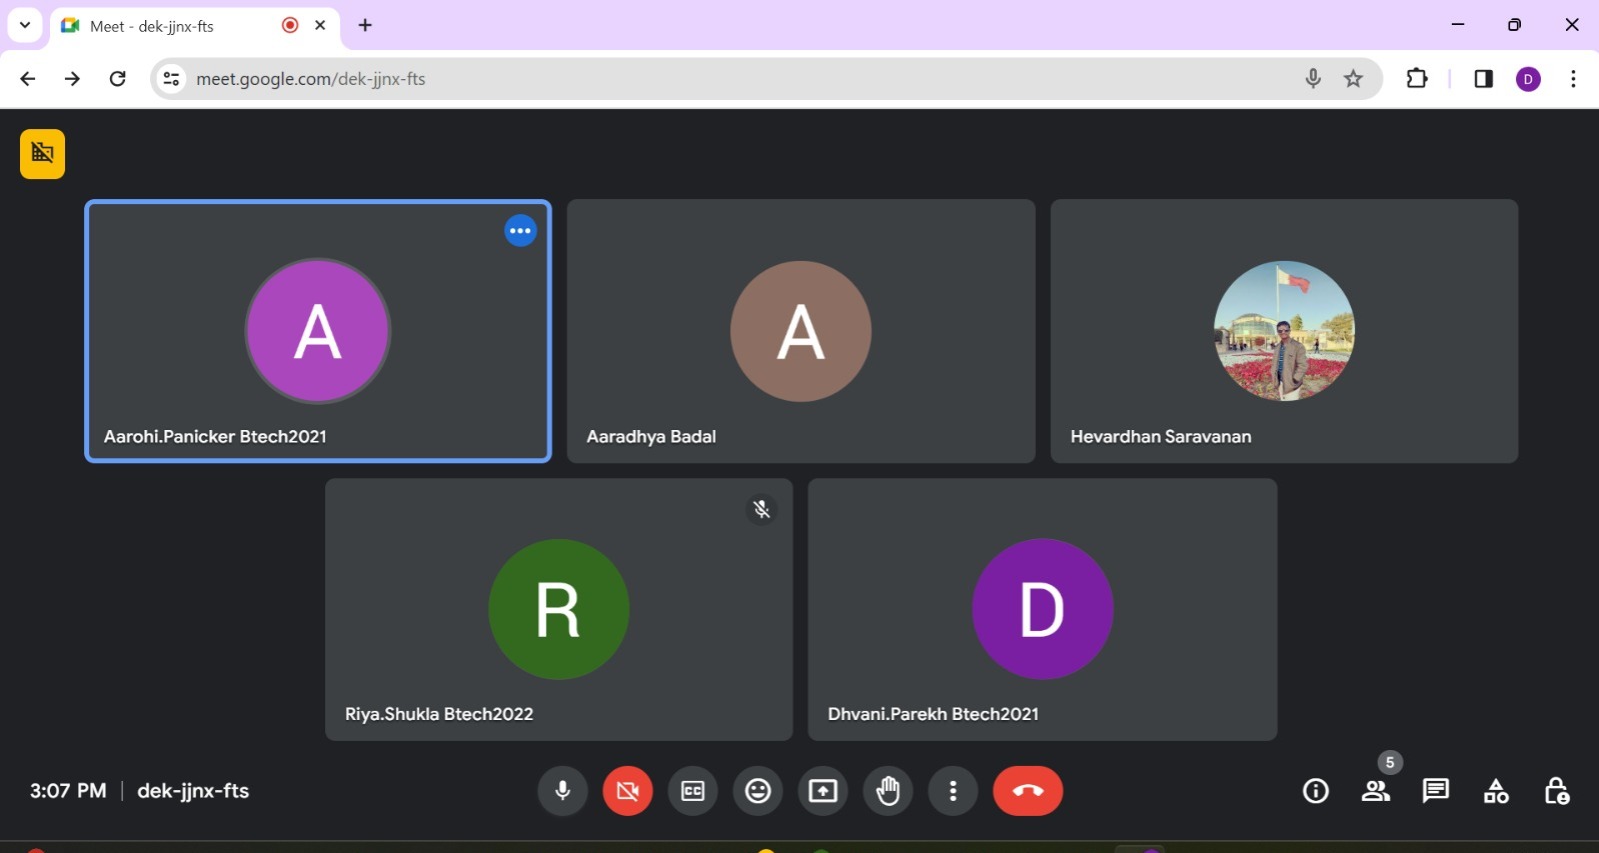 Meet - dek-jjnx-fts
meet.google.com/dek-jjnx-fts
D
A
A
Aarohi.Panicker Btech2021
Aaradhya Badal
Hevardhan Saravanan
R
D
Riya.Shukla Btech2022
Dhvani.Parekh Btech2021
5
3:07 PM | dek-jjnx-fts
CC